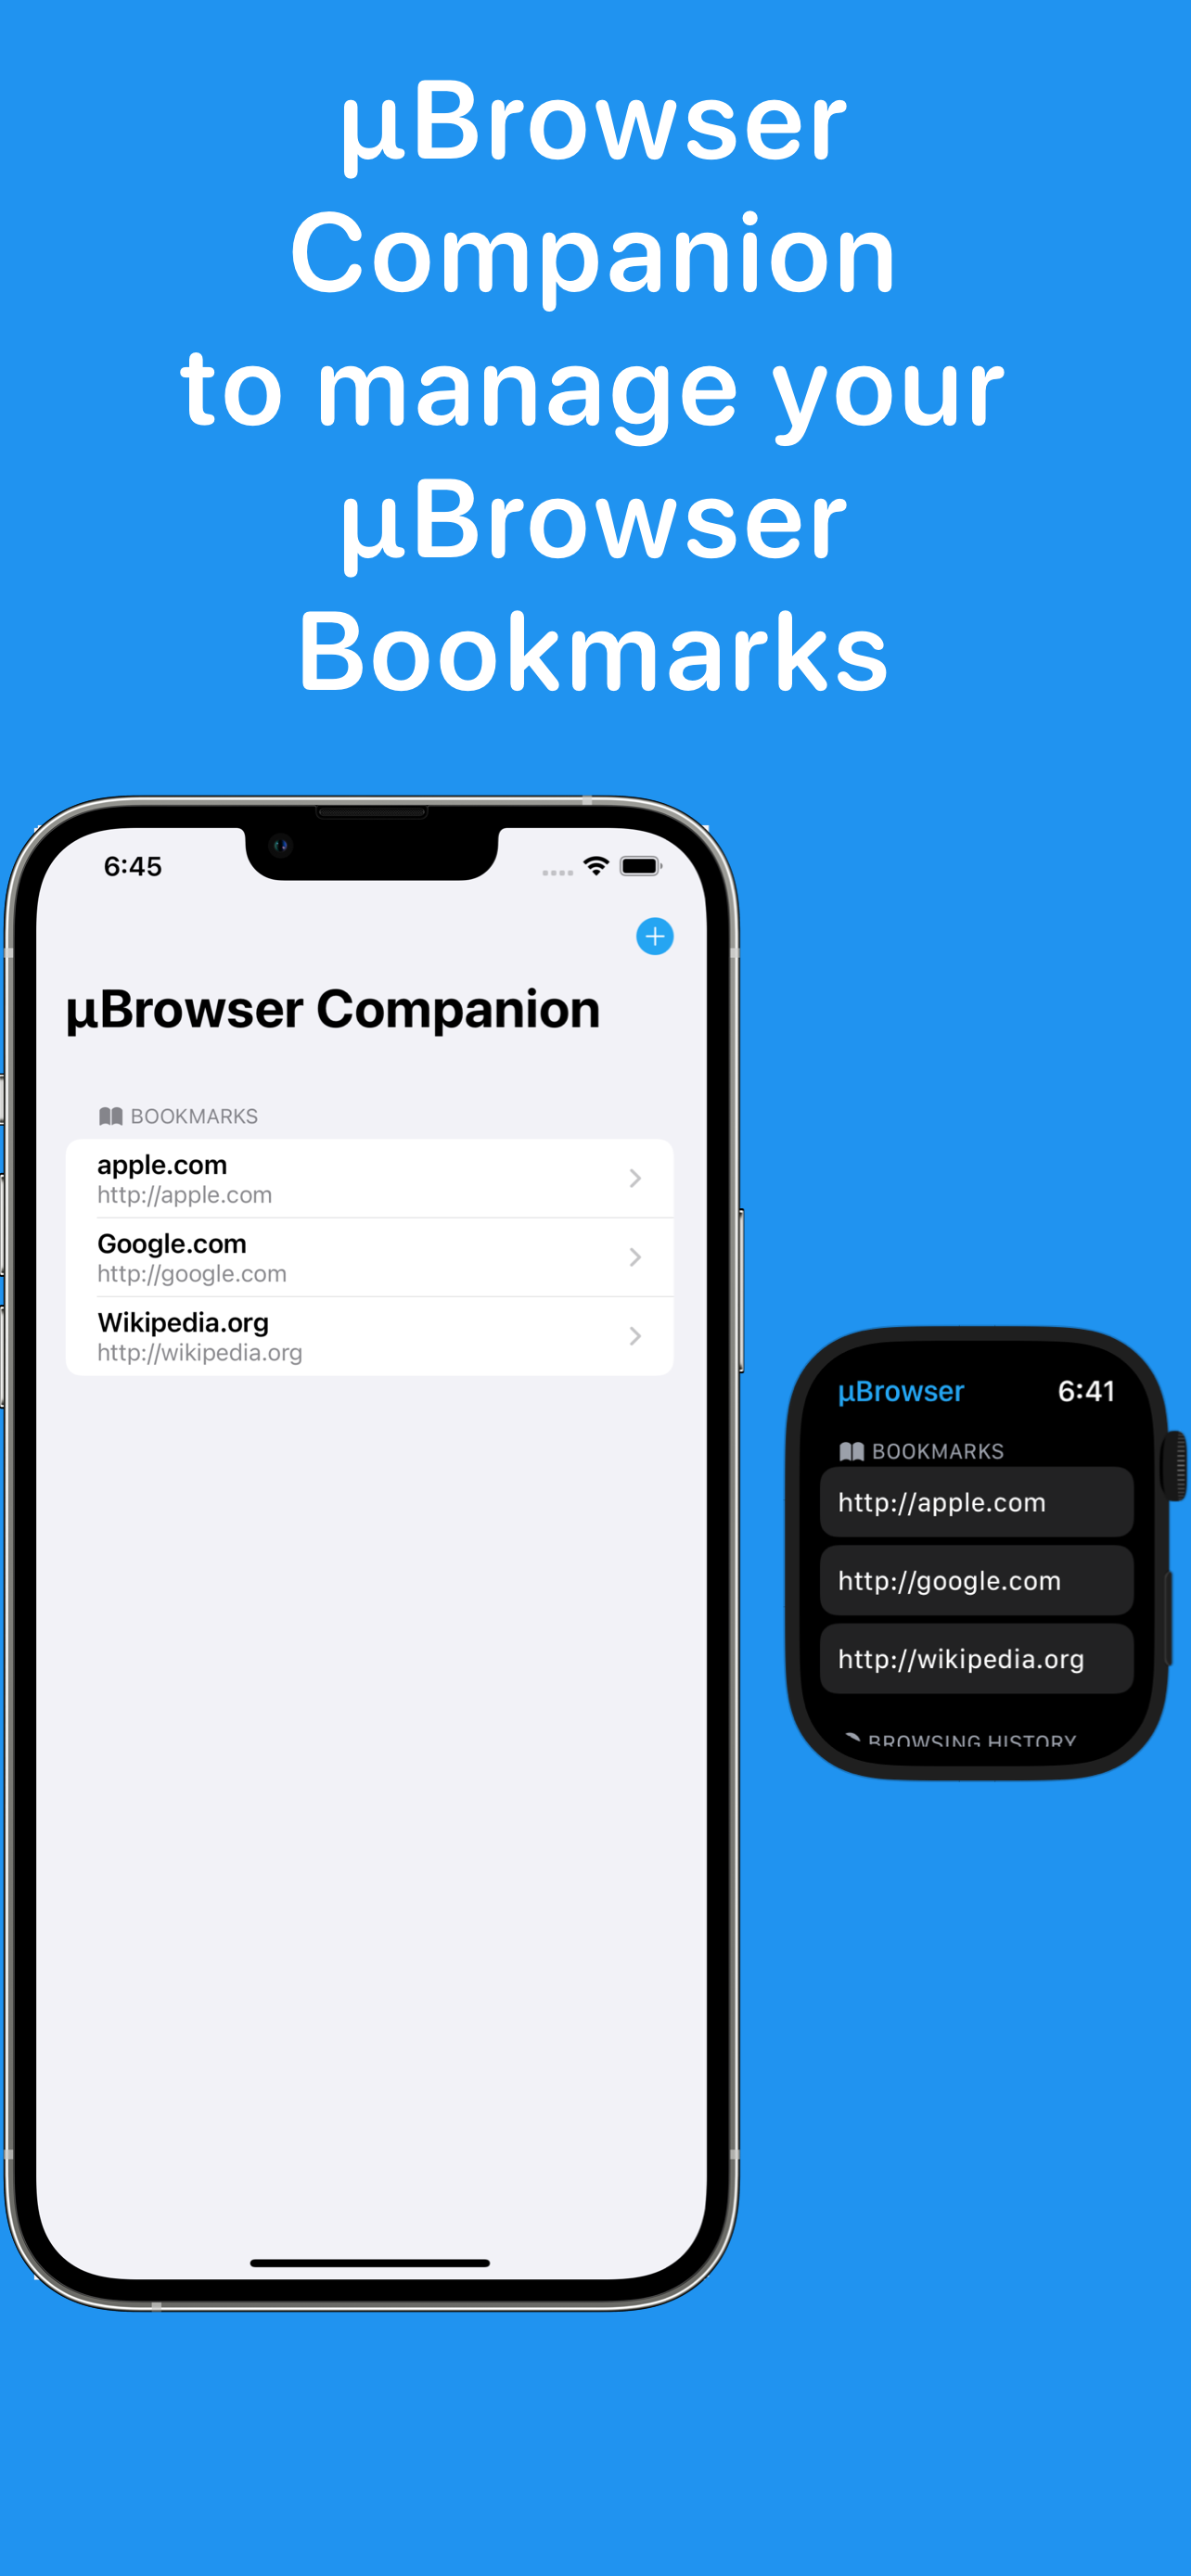 µBrowser
Companion
to manage your
µBrowser
Bookmarks
6:45
µBrowser Companion
BOOKMARKS
apple.com
http://apple.com
Google.com
http://google.com
Wikipedia.org
http://wikipedia.org
µBrowser 6:41
BOOKMARKS
http://apple.com
http://google.com
http://wikipedia.org
BROWSING HISTORY